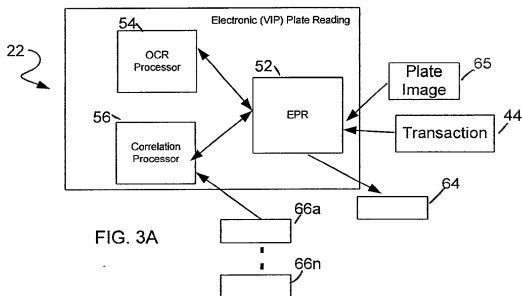 Electronic (VIP) Plate Reading
54
OCR
Processor
22
52
EPR
65
Plate
Image
44
Transaction
56
Correlation
Processor
64
66a
FIG. 3A
66n